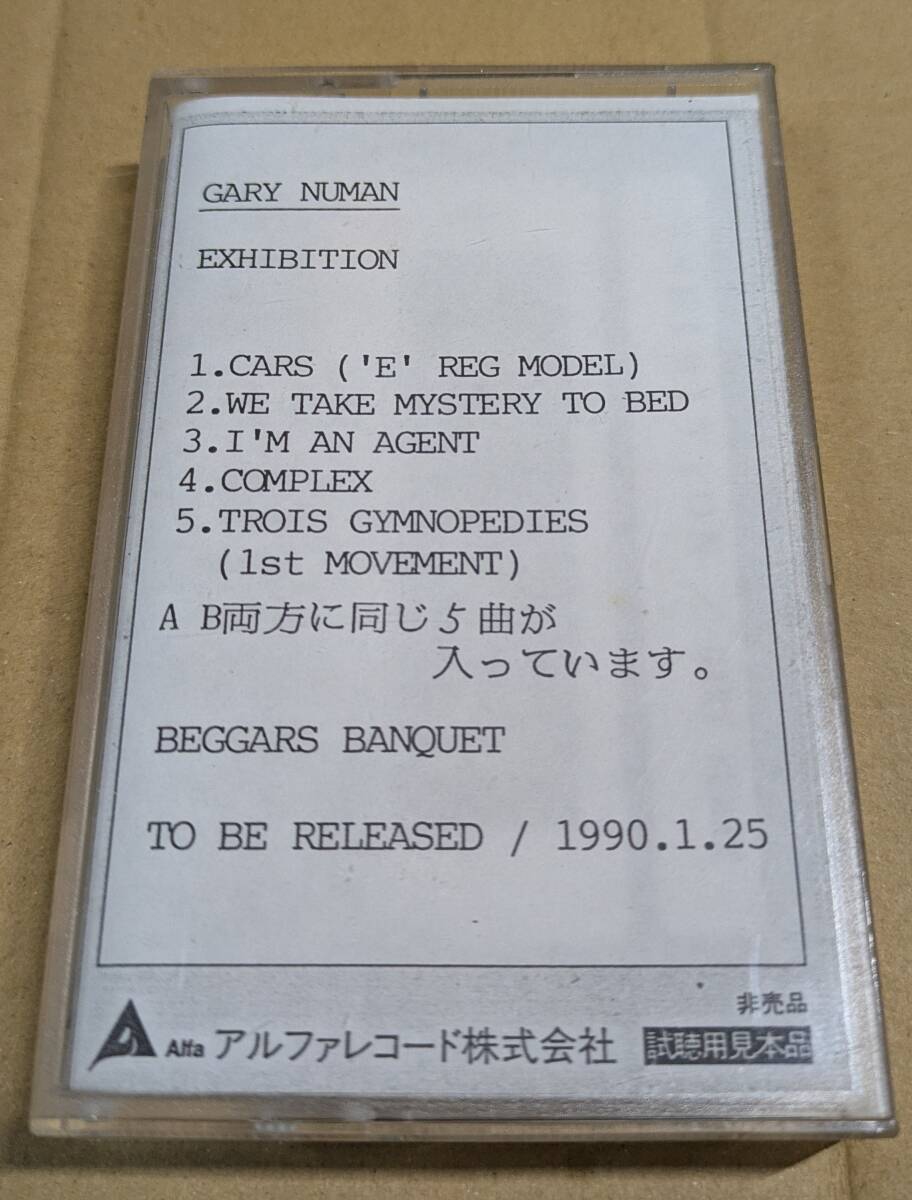 GARY NUMAN
EXHIBITION
1.CARS ('E' REG MODEL)
2.WE TAKE MYSTERY TO BED
3.I'M AN AGENT
4.COMPLEX
5.TROIS GYMNOPEDIES
(1st MOVEMENT)
A B両方に同じ5曲が
入っています。
BEGGARS BANQUET
TO BE RELEASED / 1990.1.25
非売品
Alfa アルファレコード株式会社 試聴用見本品